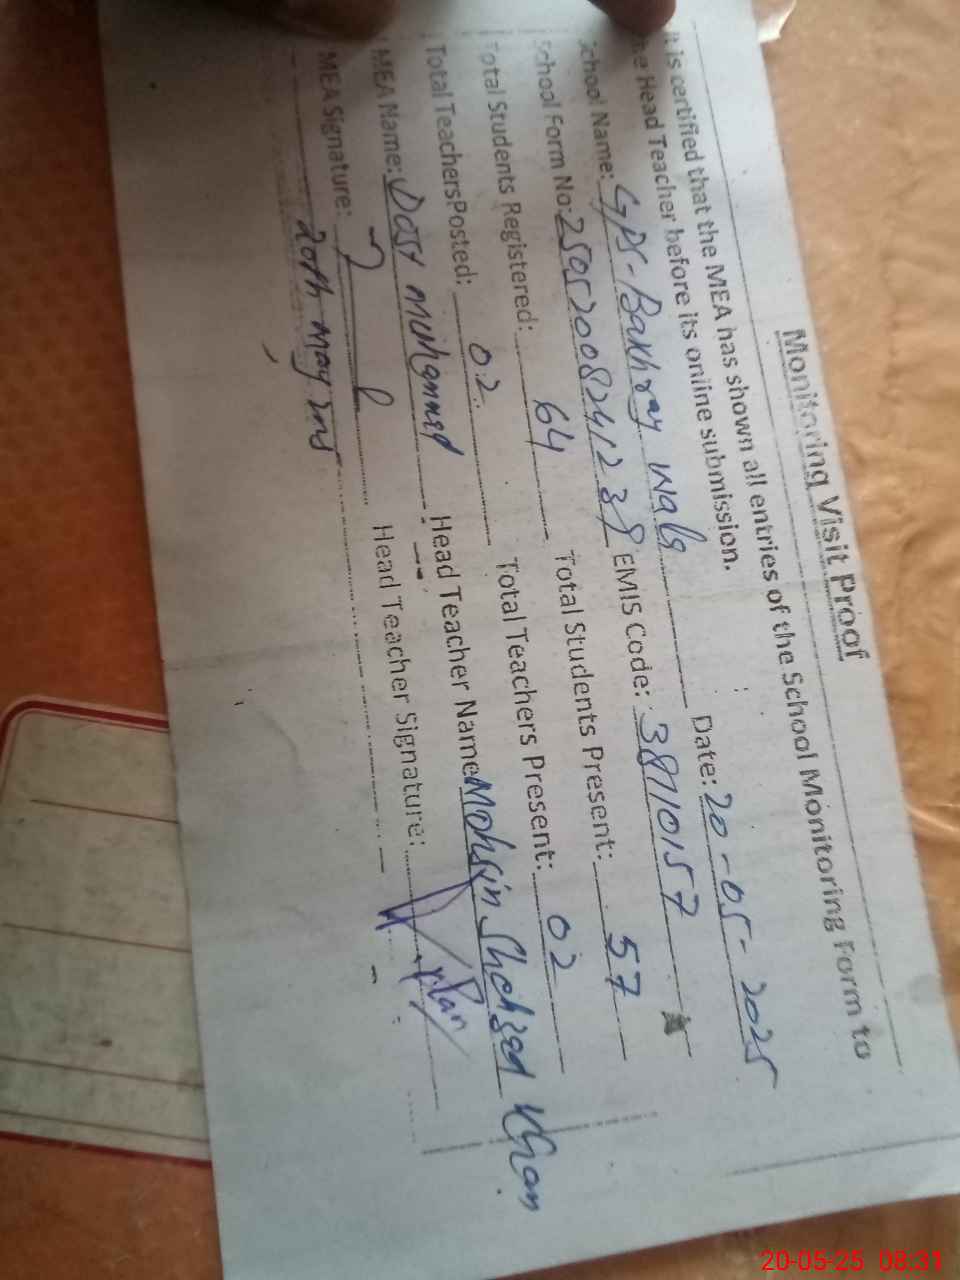 Monitoring Visit Proof
It is certified that the MEA has shown all entries of the School Monitoring Form to
the Head Teacher before its online submission.
School Name: GPS-Bakhray wala Date: 20-05-2025
School Form No: EMIS Code: 38710157
Total Students Registered: 64 Total Students Present: 57
Total Teachers Posted: 02 Total Teachers Present: 02
MEA Name: Dost muhammad Head Teacher Name Mohsin Shahzad Khan
MEA Signature: Head Teacher Signature:
20th may
20-05-25 08:31